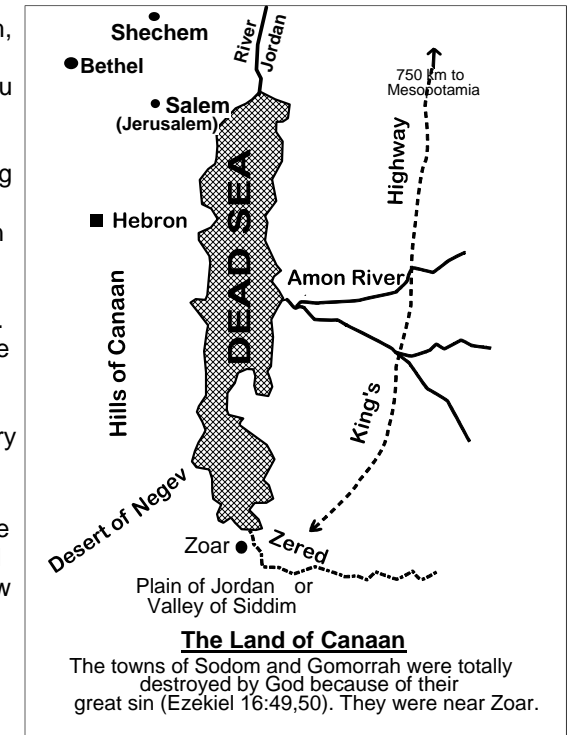 n,
u
ng
n
.
e
ry
e
w
Shechem
Bethel
River
Jordan
Salem
(Jerusalem)
750 km to
Mesopotamia
Highway
DEAD SEA
Hebron
Amon River
Hills of Canaan
King's
Desert of Negev
Zoar
Zered
Plain of Jordan or
Valley of Siddim
The Land of Canaan
The towns of Sodom and Gomorrah were totally
destroyed by God because of their
great sin (Ezekiel 16:49,50). They were near Zoar.